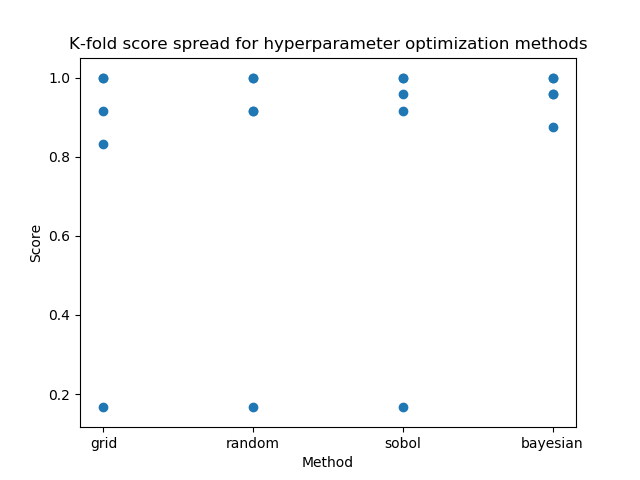 K-fold score spread for hyperparameter optimization methods
1.0
0.8
0.6
0.4
0.2
Score
grid random sobol bayesian
Method